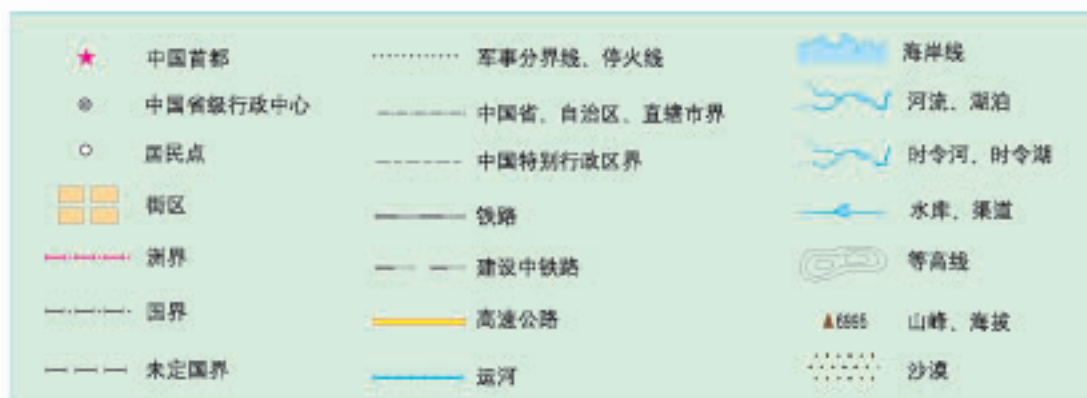 中国首都
中国省级行政中心
居民点
街区
洲界
国界
未定国界
军事分界线、停火线
中国省、自治区、直辖市界
中国特别行政区界
铁路
建设中铁路
高速公路
运河
海岸线
河流、湖泊
时令河、时令湖
水库、渠道
等高线
▲6995 山峰、海拔
沙漠